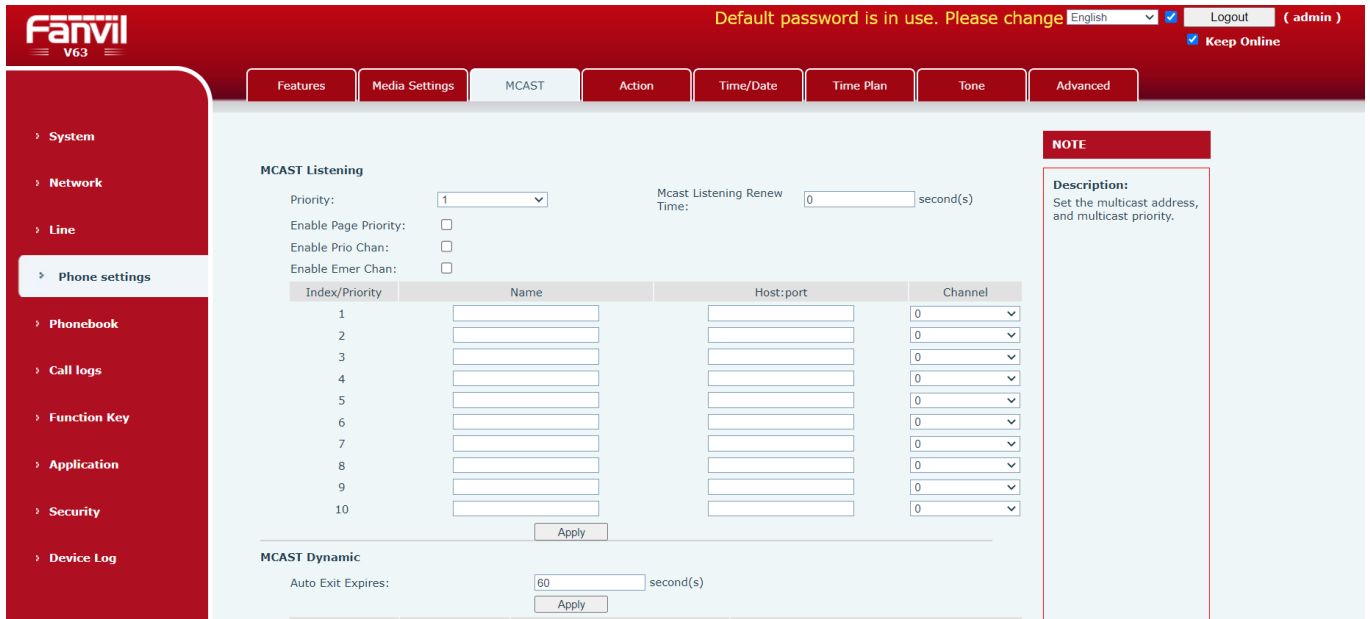 Fanvil
V63
Default password is in use. Please change
English
Logout
( admin )
Keep Online
Features
Media Settings
MCAST
Action
Time/Date
Time Plan
Tone
Advanced
› System
› Network
› Line
› Phone settings
› Phonebook
› Call logs
› Function Key
› Application
› Security
› Device Log
MCAST Listening
Priority: 1
Mcast Listening Renew
Time: 0 second(s)
Enable Page Priority:
Enable Prio Chan:
Enable Emer Chan:
Index/Priority Name Host:port Channel
1 0
2 0
3 0
4 0
5 0
6 0
7 0
8 0
9 0
10 0
Apply
MCAST Dynamic
Auto Exit Expires: 60 second(s)
Apply
NOTE
Description:
Set the multicast address,
and multicast priority.